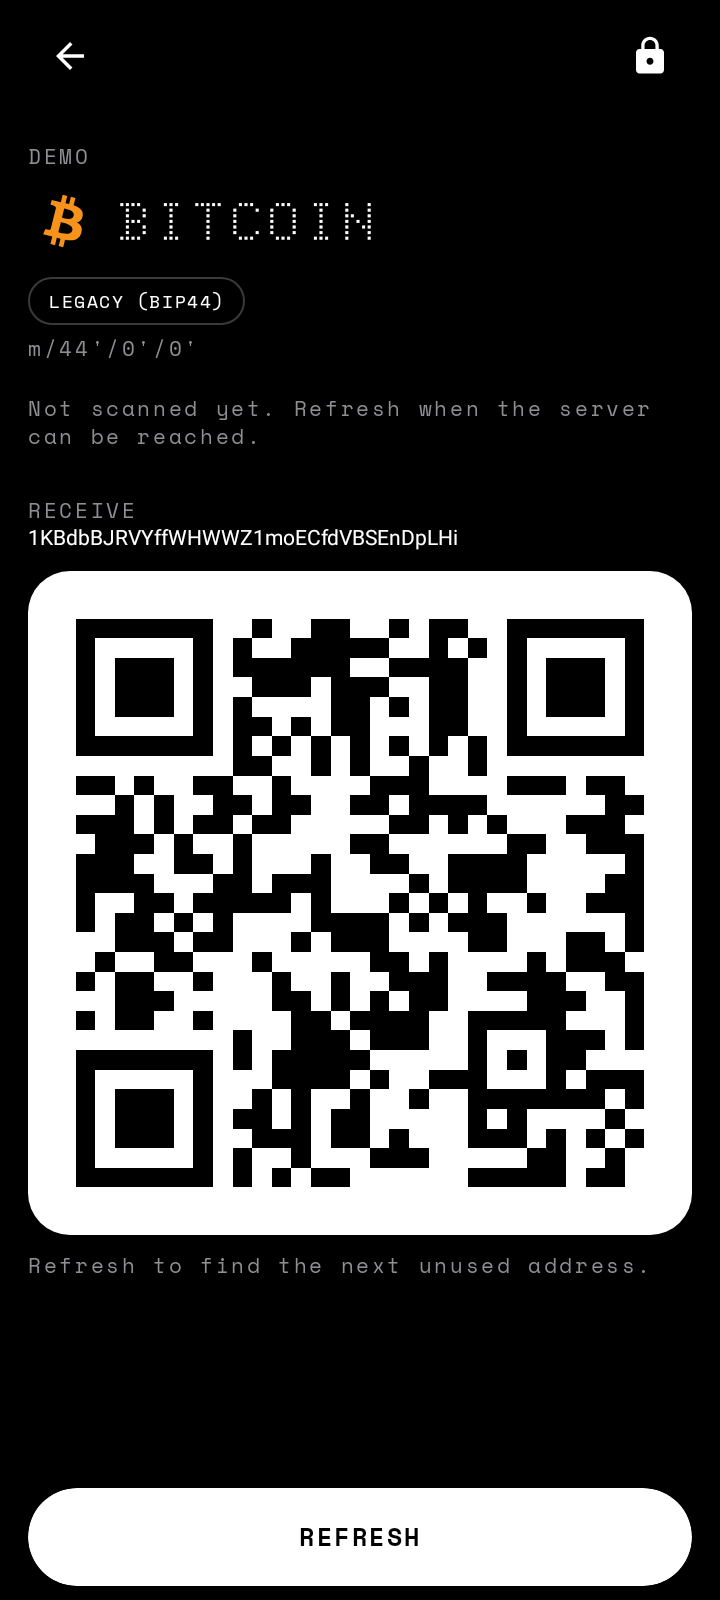 DEMO
BITCOIN
LEGACY (BIP44)
m/44'/0'/0'
Not scanned yet. Refresh when the server
can be reached.
RECEIVE
1KBdbBJRVYffWHWWZ1moECfdVBSEnDpLHi
Refresh to find the next unused address.
REFRESH